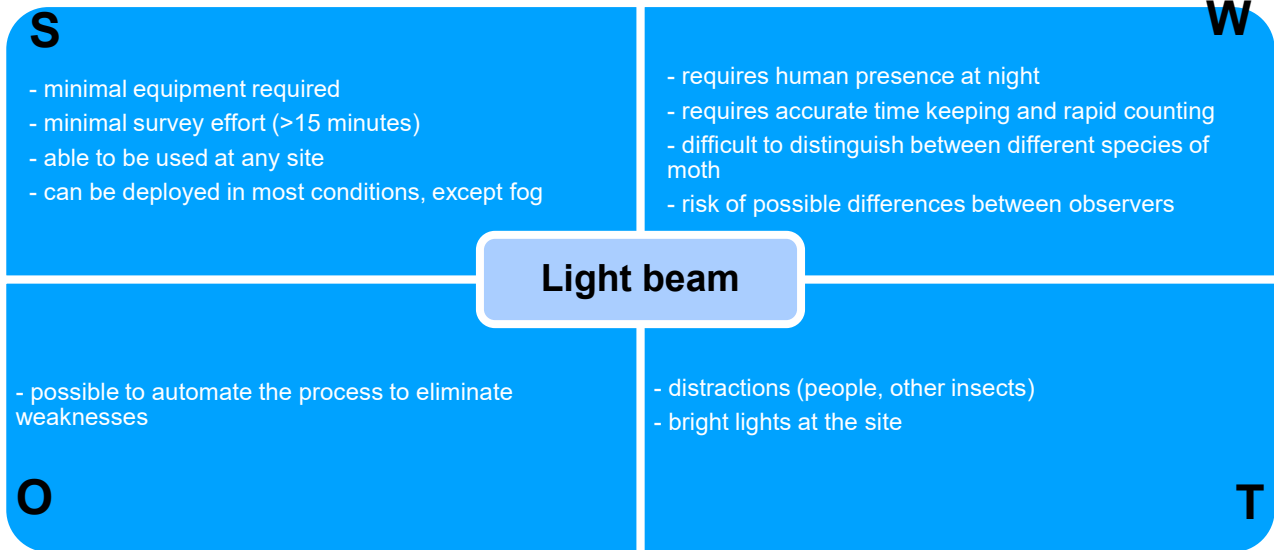 S
- minimal equipment required
- minimal survey effort (>15 minutes)
- able to be used at any site
- can be deployed in most conditions, except fog
W
- requires human presence at night
- requires accurate time keeping and rapid counting
- difficult to distinguish between different species of
moth
- risk of possible differences between observers
Light beam
- possible to automate the process to eliminate
weaknesses
O
- distractions (people, other insects)
- bright lights at the site
T